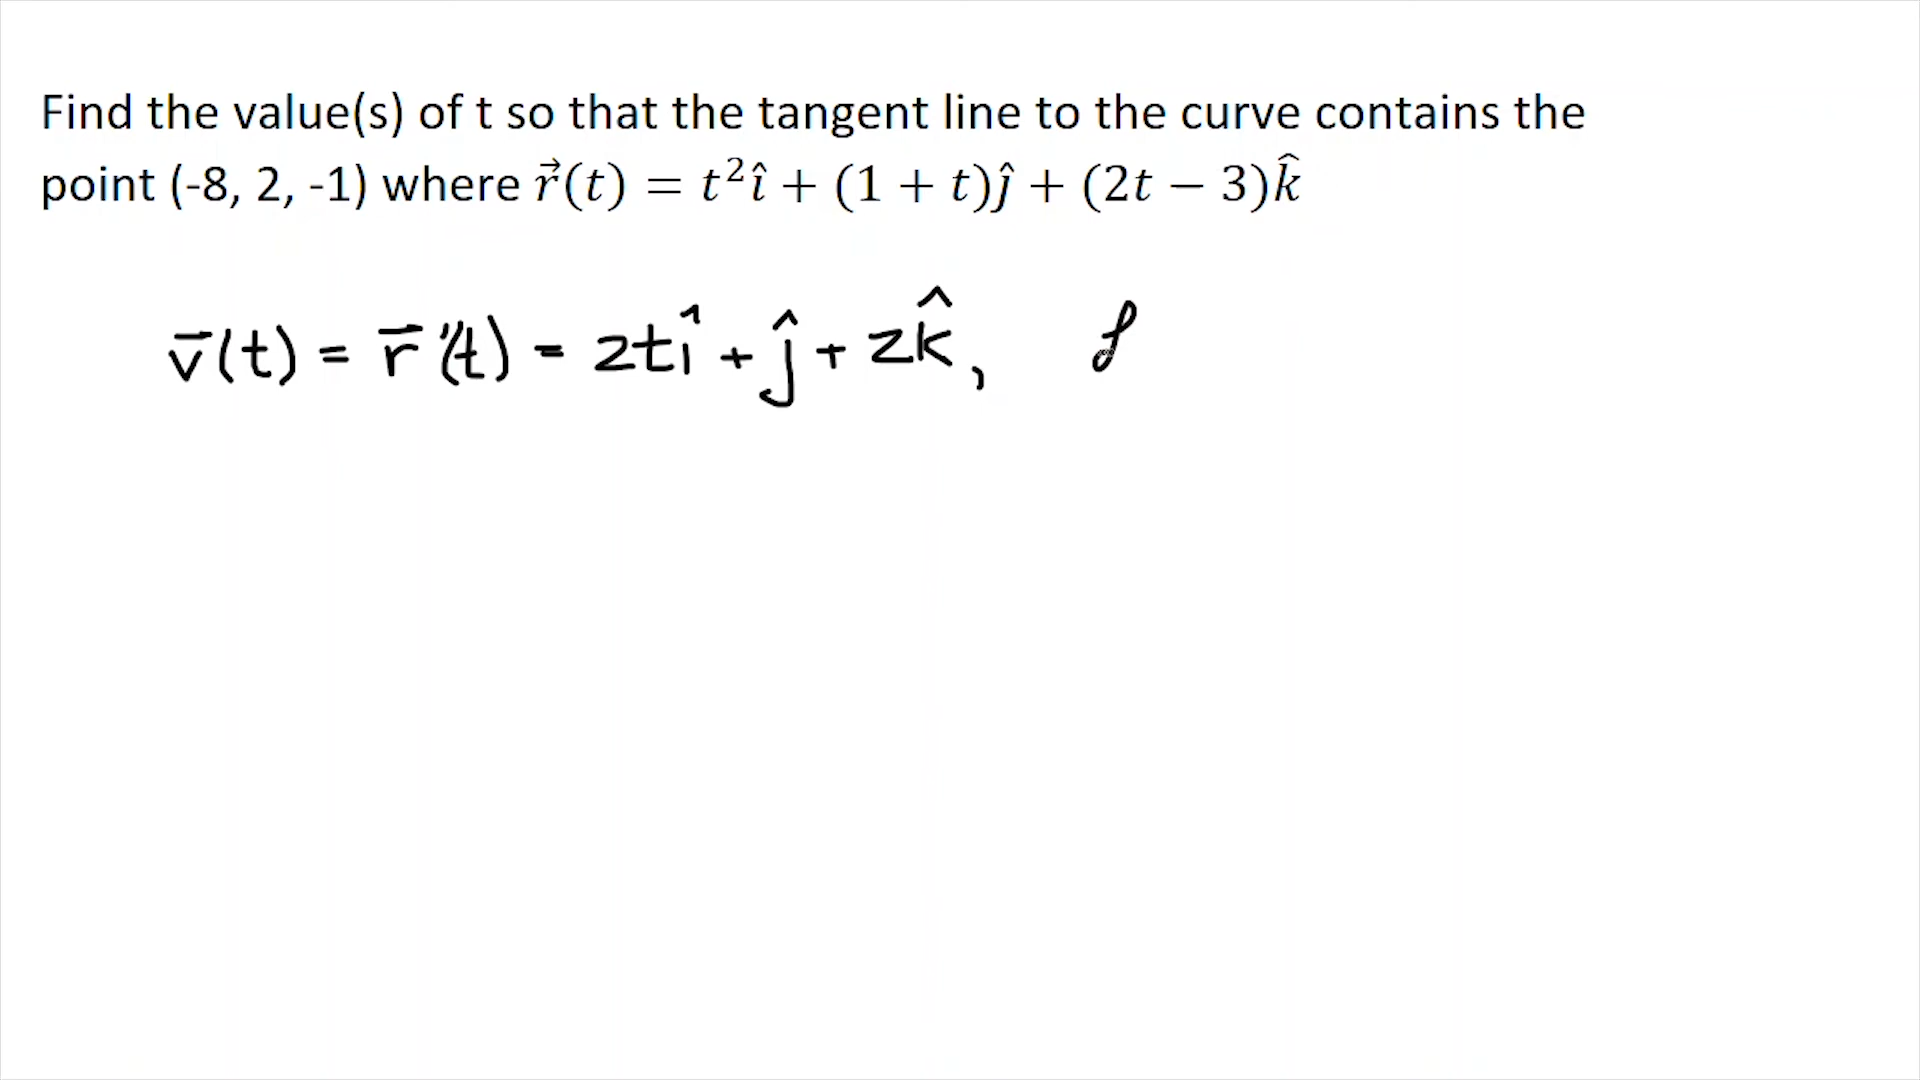 Find the value(s) of t so that the tangent line to the curve contains the
point (-8, 2, -1) where r⃗(t) = t²î + (1 + t)ĵ + (2t − 3)k̂
v⃗(t) = r⃗'(t) = 2tî + ĵ + 2k̂, ℓ